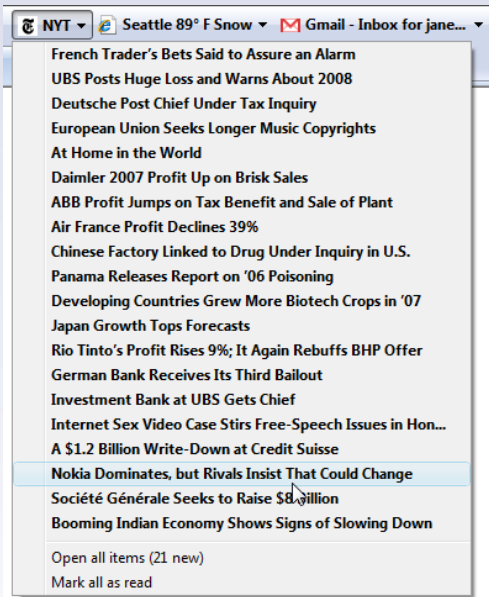 NYT Seattle 89° F Snow Gmail - Inbox for jane...
French Trader's Bets Said to Assure an Alarm
UBS Posts Huge Loss and Warns About 2008
Deutsche Post Chief Under Tax Inquiry
European Union Seeks Longer Music Copyrights
At Home in the World
Daimler 2007 Profit Up on Brisk Sales
ABB Profit Jumps on Tax Benefit and Sale of Plant
Air France Profit Declines 39%
Chinese Factory Linked to Drug Under Inquiry in U.S.
Panama Releases Report on '06 Poisoning
Developing Countries Grew More Biotech Crops in '07
Japan Growth Tops Forecasts
Rio Tinto's Profit Rises 9%; It Again Rebuffs BHP Offer
German Bank Receives Its Third Bailout
Investment Bank at UBS Gets Chief
Internet Sex Video Case Stirs Free-Speech Issues in Hon...
A $1.2 Billion Write-Down at Credit Suisse
Nokia Dominates, but Rivals Insist That Could Change
Société Générale Seeks to Raise $8
Booming Indian Economy Shows Signs of Slowing Down
Open all items (21 new)
Mark all as read